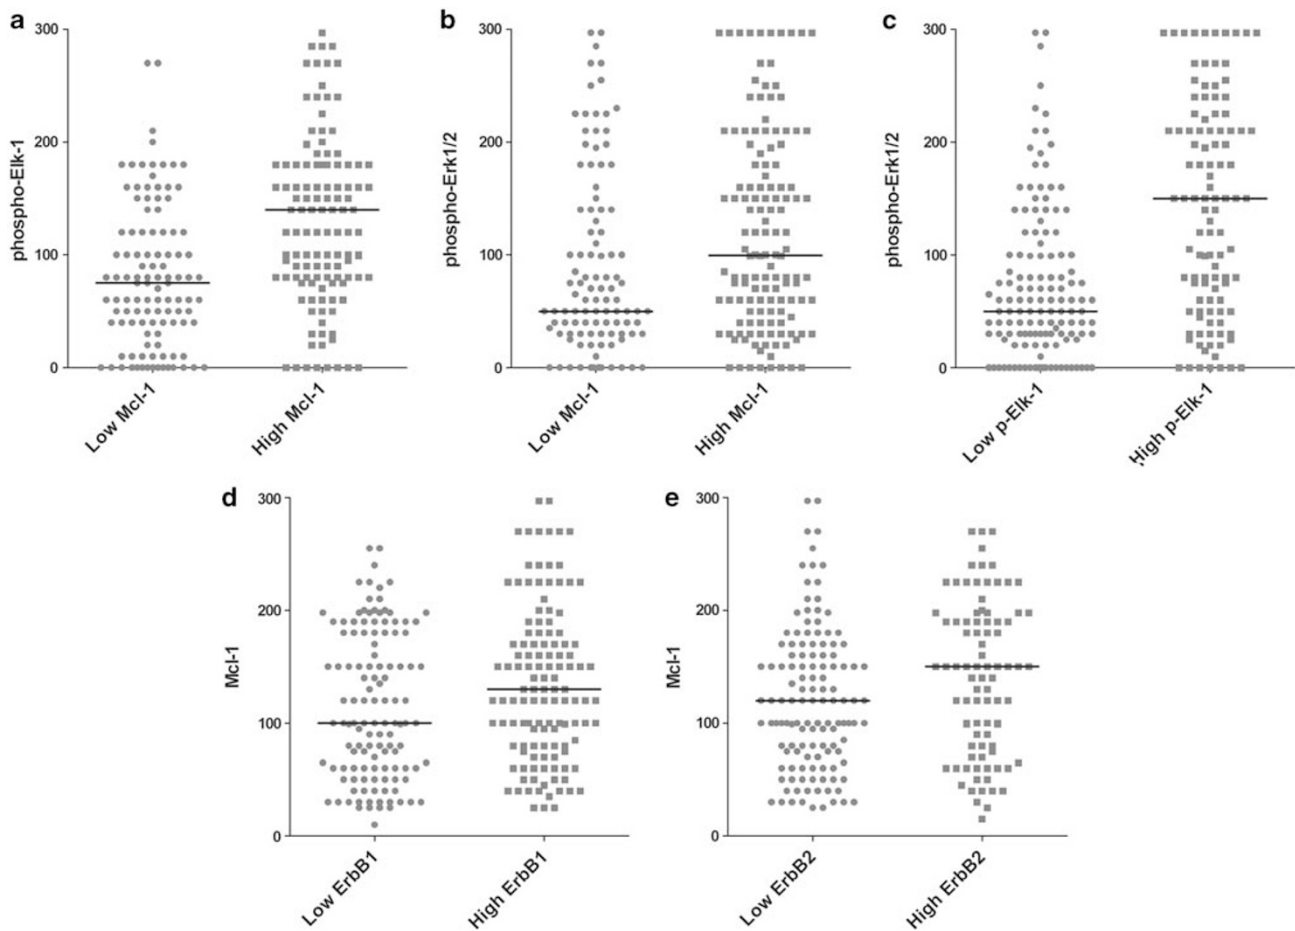 a
phospho-Elk-1
300
200
100
0
Low Mcl-1
High Mcl-1
b
phospho-Erk1/2
300
200
100
0
Low Mcl-1
High Mcl-1
c
phospho-Erk1/2
300
200
100
0
Low p-Elk-1
High p-Elk-1
d
Mcl-1
300
200
100
0
Low ErbB1
High ErbB1
e
Mcl-1
300
200
100
0
Low ErbB2
High ErbB2